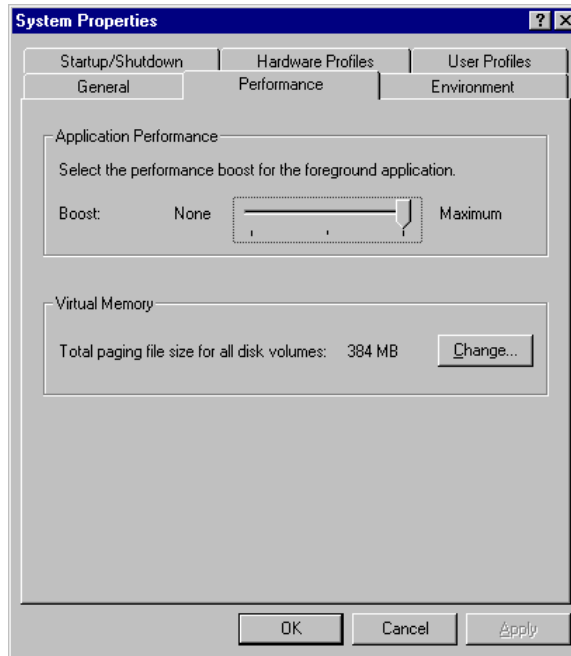 System Properties
Startup/Shutdown Hardware Profiles User Profiles
General Performance Environment
Application Performance
Select the performance boost for the foreground application.
Boost: None Maximum
Virtual Memory
Total paging file size for all disk volumes: 384 MB Change...
OK Cancel Apply